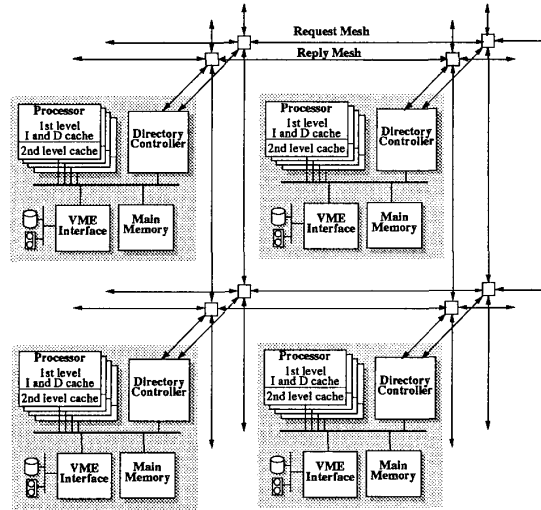 Request Mesh
Reply Mesh
Processor
1st level
I and D cache
2nd level cache
Directory
Controller
VME
Interface
Main
Memory
Processor
1st level
I and D cache
2nd level cache
Directory
Controller
VME
Interface
Main
Memory
Processor
1st level
I and D cache
2nd level cache
Directory
Controller
VME
Interface
Main
Memory
Processor
1st level
I and D cache
2nd level cache
Directory
Controller
VME
Interface
Main
Memory